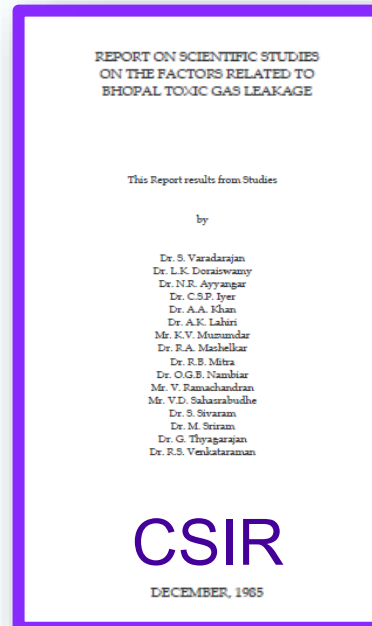 REPORT ON SCIENTIFIC STUDIES
ON THE FACTORS RELATED TO
BHOPAL TOXIC GAS LEAKAGE
This Report results from Studies
by
Dr. S. Varadarajan
Dr. L.K. Doraiswamy
Dr. N.R. Ayyangar
Dr. C.S.P. Iyer
Dr. A.A. Khan
Dr. A.K. Lahiri
Mr. K.V. Muzumdar
Dr. R.A. Mashelkar
Dr. R.B. Mitra
Dr. O.G.B. Nambiar
Mr. V. Ramachandran
Mr. V.D. Sahasrabudhe
Dr. S. Sivaram
Dr. M. Sriram
Dr. G. Thyagarajan
Dr. R.S. Venkataraman
CSIR
DECEMBER, 1985